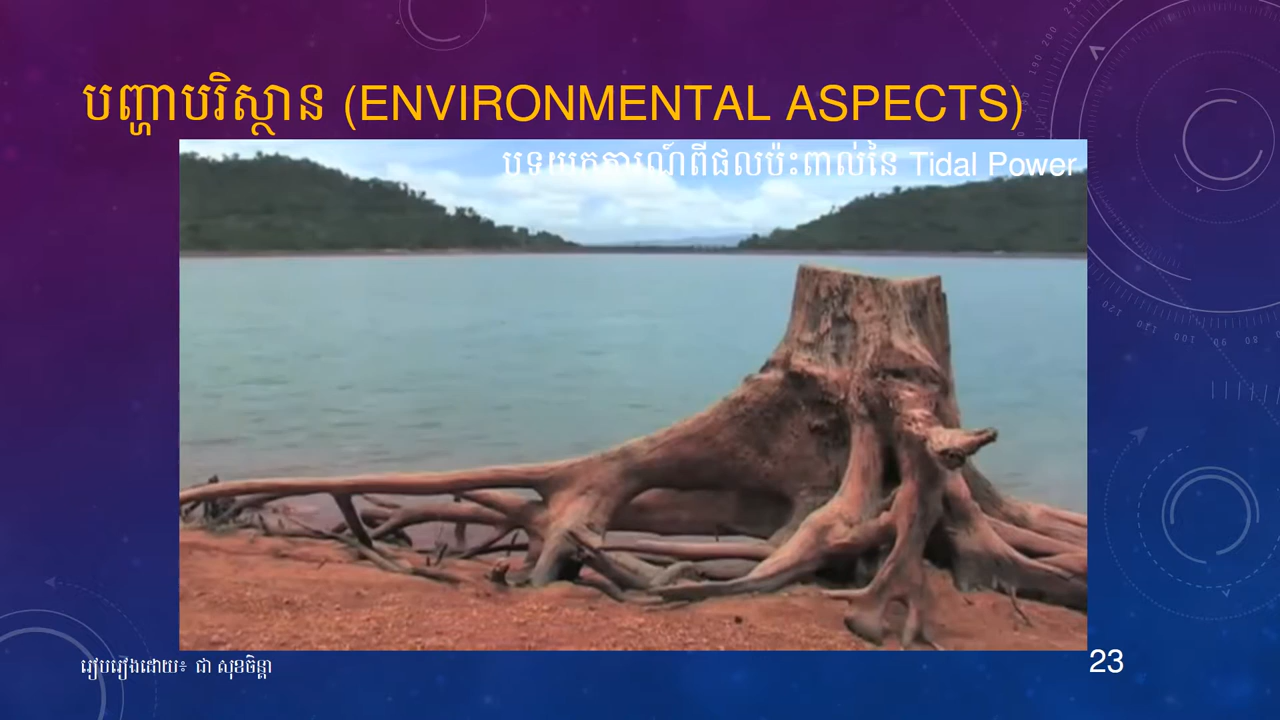 បញ្ហាបរិស្ថាន (ENVIRONMENTAL ASPECTS)
បទយកការណ៍ពីផលប៉ះពាល់នៃ Tidal Power
រៀបរៀងដោយ៖ ជា សុខចិន្តា
23